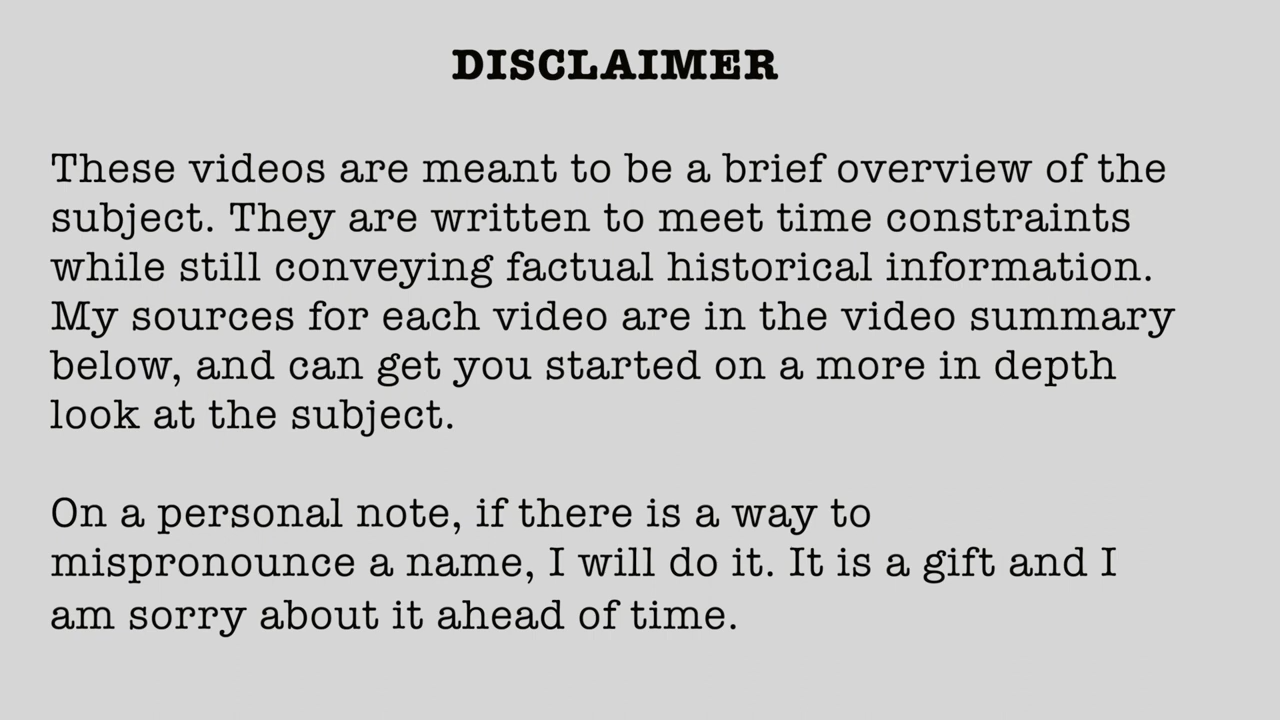 DISCLAIMER
These videos are meant to be a brief overview of the
subject. They are written to meet time constraints
while still conveying factual historical information.
My sources for each video are in the video summary
below, and can get you started on a more in depth
look at the subject.
On a personal note, if there is a way to
mispronounce a name, I will do it. It is a gift and I
am sorry about it ahead of time.